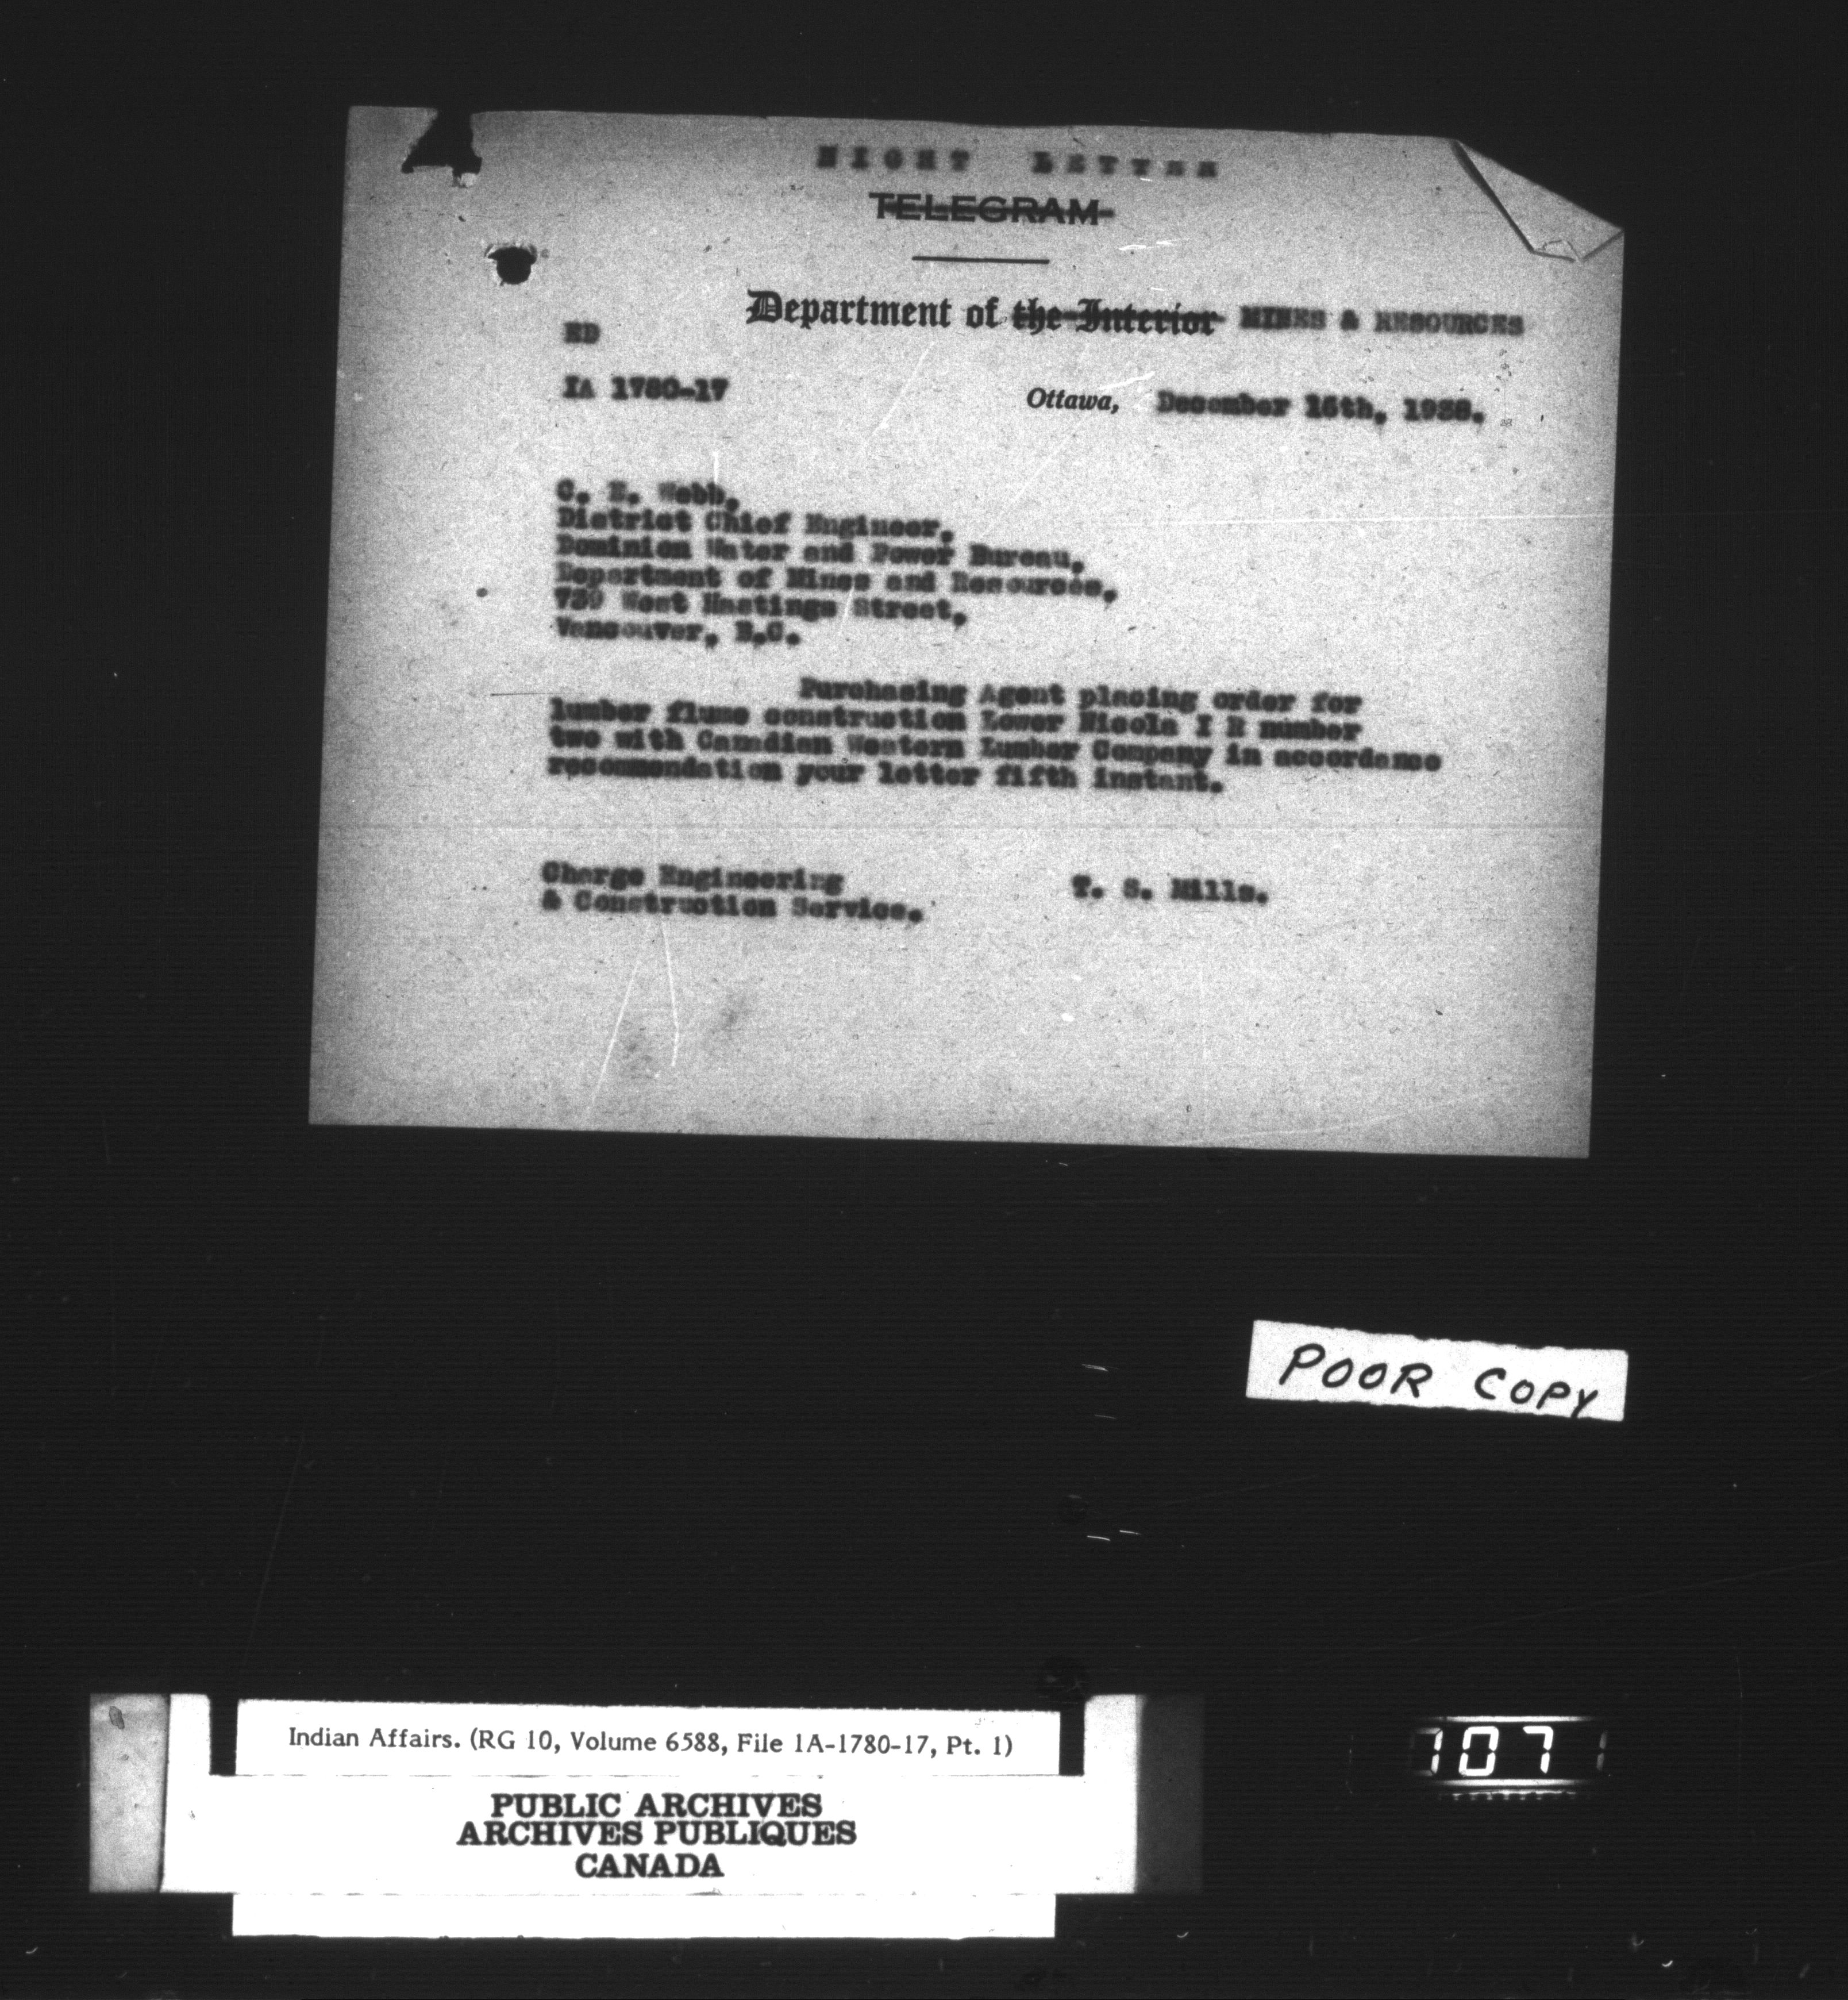 NIGHT LETTER
TELEGRAM
Department of the Interior MINES & RESOURCES
ED
IA 1780-17
Ottawa, December 15th, 1938.
C. E. Webb,
District Chief Engineer,
Dominion Water and Power Bureau,
Department of Mines and Resources,
739 West Hastings Street,
Vancouver, B.C.
Purchasing Agent placing order for
lumber flume construction Lower Nicola I R number
two with Canadian Western Lumber Company in accordance
recommendation your letter fifth instant.
Charge Engineering
& Construction Service.
T. S. Mills.
POOR COPY
Indian Affairs. (RG 10, Volume 6588, File 1A-1780-17, Pt. 1)
PUBLIC ARCHIVES
ARCHIVES PUBLIQUES
CANADA
1071